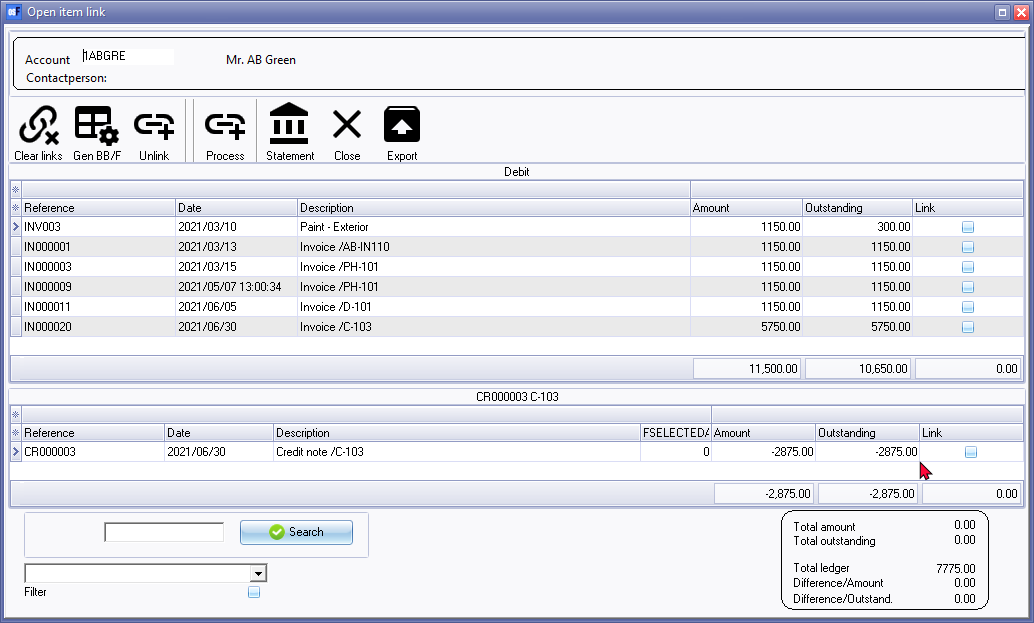 Open item link
Account 1ABGRE Mr. AB Green
Contactperson:
Clear links Gen BB/F Unlink Process Statement Close Export
Debit
Reference Date Description Amount Outstanding Link
INV003 2021/03/10 Paint - Exterior 1150.00 300.00
IN000001 2021/03/13 Invoice /AB-IN110 1150.00 1150.00
IN000003 2021/03/15 Invoice /PH-101 1150.00 1150.00
IN000009 2021/05/07 13:00:34 Invoice /PH-101 1150.00 1150.00
IN000011 2021/06/05 Invoice /D-101 1150.00 1150.00
IN000020 2021/06/30 Invoice /C-103 5750.00 5750.00
11,500.00 10,650.00 0.00
CR000003 C-103
Reference Date Description FSELECTEDA Amount Outstanding Link
CR000003 2021/06/30 Credit note /C-103 0 -2875.00 -2875.00
-2,875.00 -2,875.00 0.00
Search
Filter
Total amount 0.00
Total outstanding 0.00
Total ledger 7775.00
Difference/Amount 0.00
Difference/Outstand. 0.00